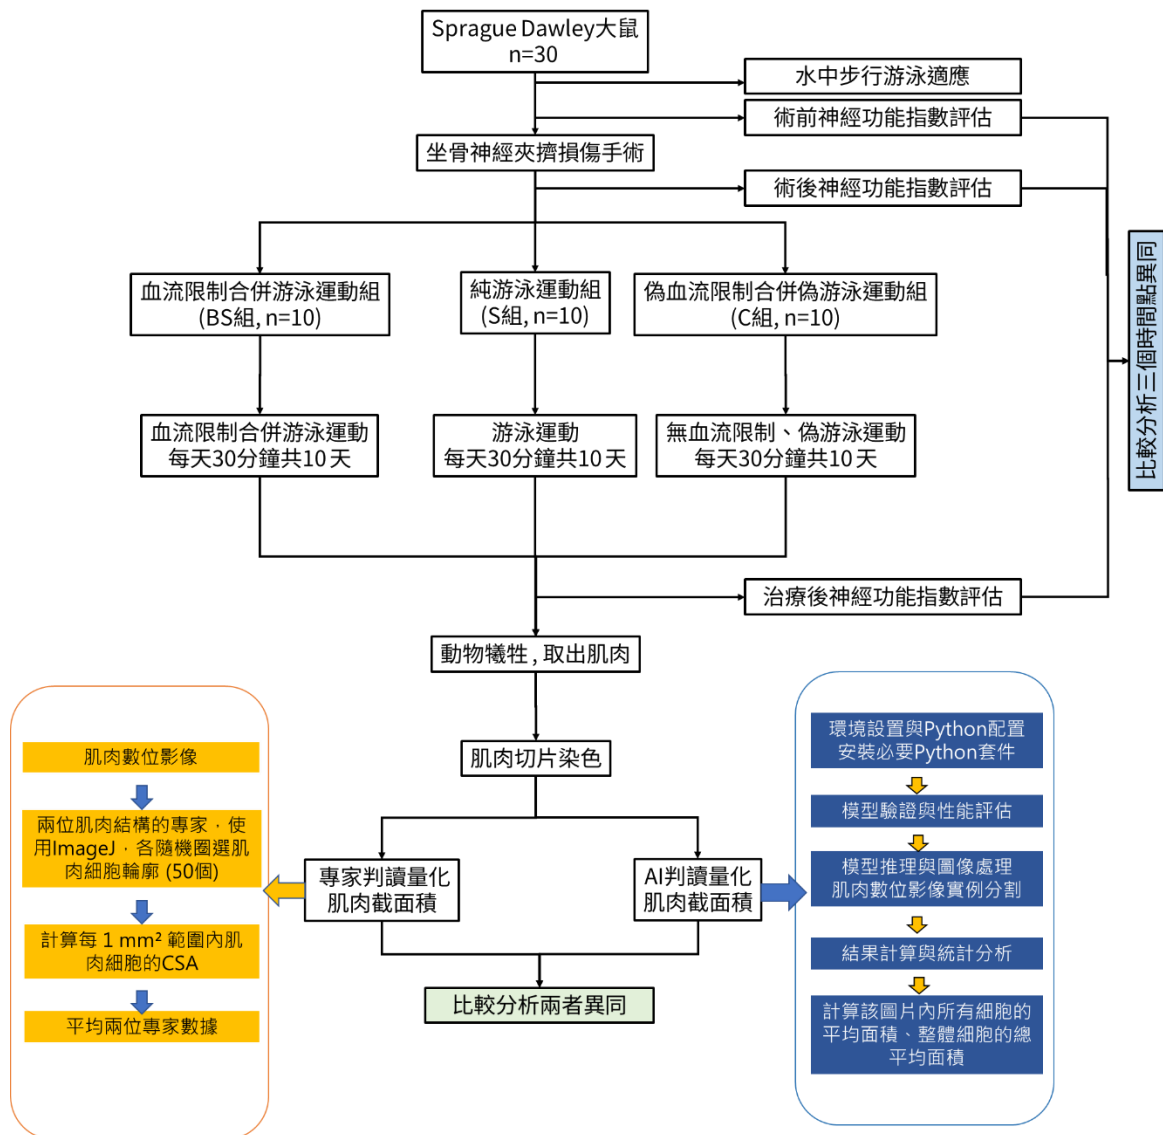 Sprague Dawley大鼠
n=30
水中步行游泳適應
術前神經功能指數評估
坐骨神經夾擠損傷手術
術後神經功能指數評估
比較分析三個時間點異同
血流限制合併游泳運動組
(BS組, n=10)
純游泳運動組
(S組, n=10)
偽血流限制合併偽游泳運動組
(C組, n=10)
血流限制合併游泳運動
每天30分鐘共10 天
游泳運動
每天30分鐘共10 天
無血流限制、偽游泳運動
每天30分鐘共10 天
治療後神經功能指數評估
動物犧牲, 取出肌肉
肌肉切片染色
專家判讀量化
肌肉截面積
AI判讀量化
肌肉截面積
比較分析兩者異同
肌肉數位影像
兩位肌肉結構的專家，使
用ImageJ，各隨機圈選肌
肉細胞輪廓 (50個)
計算每 1 mm² 範圍內肌
肉細胞的CSA
平均兩位專家數據
環境設置與Python配置
安裝必要Python套件
模型驗證與性能評估
模型推理與圖像處理
肌肉數位影像實例分割
結果計算與統計分析
計算該圖片內所有細胞的
平均面積、整體細胞的總
平均面積